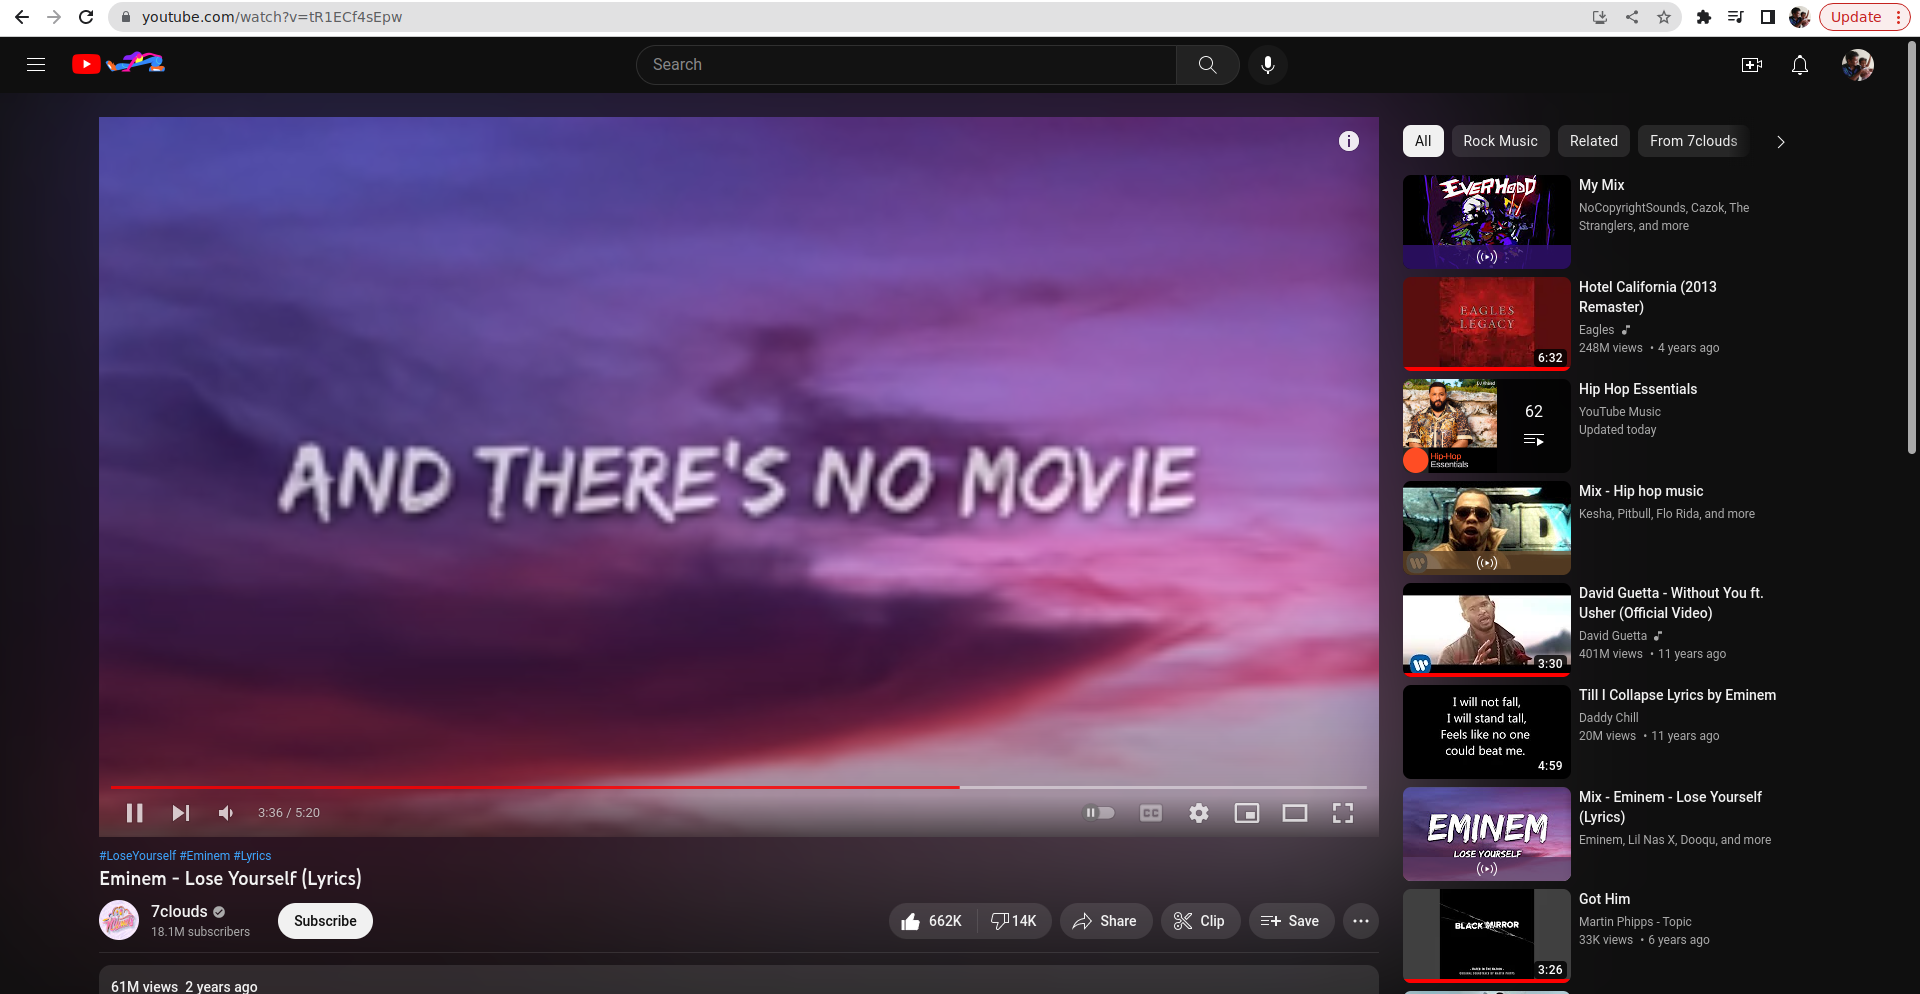 youtube.com/watch?v=tR1ECf4sEpw
Update
Search
AND THERE'S NO MOVIE
3:36 / 5:20
CC
#LoseYourself #Eminem #Lyrics
Eminem - Lose Yourself (Lyrics)
7clouds
18.1M subscribers
Subscribe
662K
14K
Share
Clip
Save
61M views 2 years ago
All
Rock Music
Related
From 7clouds
EVERHOOD
My Mix
NoCopyrightSounds, Cazok, The
Stranglers, and more
EAGLES
LEGACY
6:32
Hotel California (2013
Remaster)
Eagles
248M views • 4 years ago
Hip-Hop
Essentials
62
Hip Hop Essentials
YouTube Music
Updated today
Mix - Hip hop music
Kesha, Pitbull, Flo Rida, and more
3:30
David Guetta - Without You ft.
Usher (Official Video)
David Guetta
401M views • 11 years ago
I will not fall,
I will stand tall,
Feels like no one
could beat me.
4:59
Till I Collapse Lyrics by Eminem
Daddy Chill
20M views • 11 years ago
EMINEM
LOSE YOURSELF
Mix - Eminem - Lose Yourself
(Lyrics)
Eminem, Lil Nas X, Dooqu, and more
BLACK MIRROR
3:26
Got Him
Martin Phipps - Topic
33K views • 6 years ago